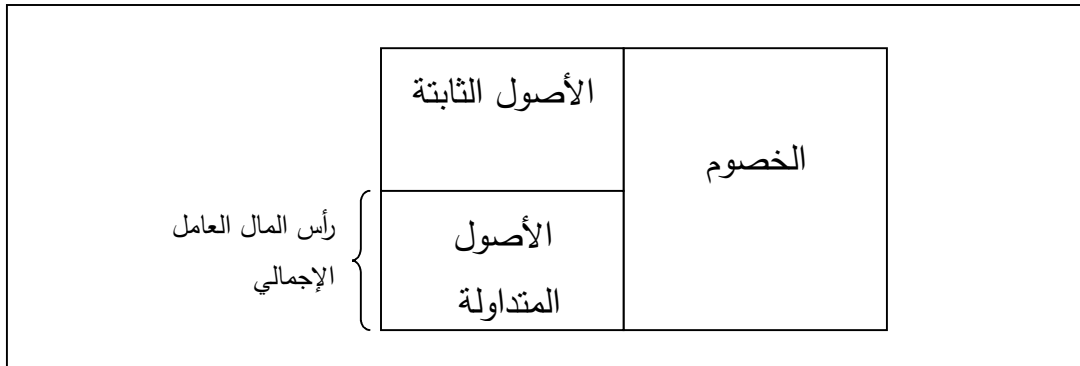 الأصول الثابتة
الخصوم
رأس المال العامل
الإجمالي
الأصول
المتداولة